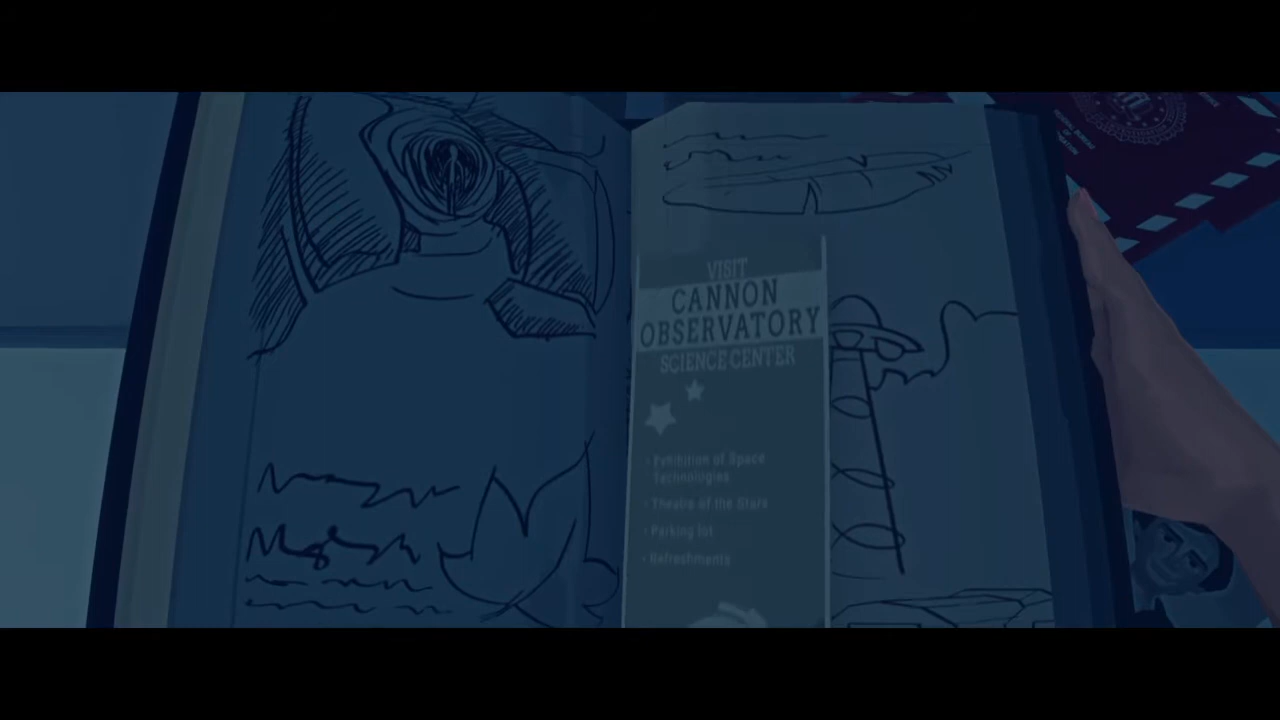 VISIT
CANNON
OBSERVATORY
SCIENCE CENTER
• Exhibition of Space
Technologies
• Theatre of the Stars
• Parking lot
• Refreshments